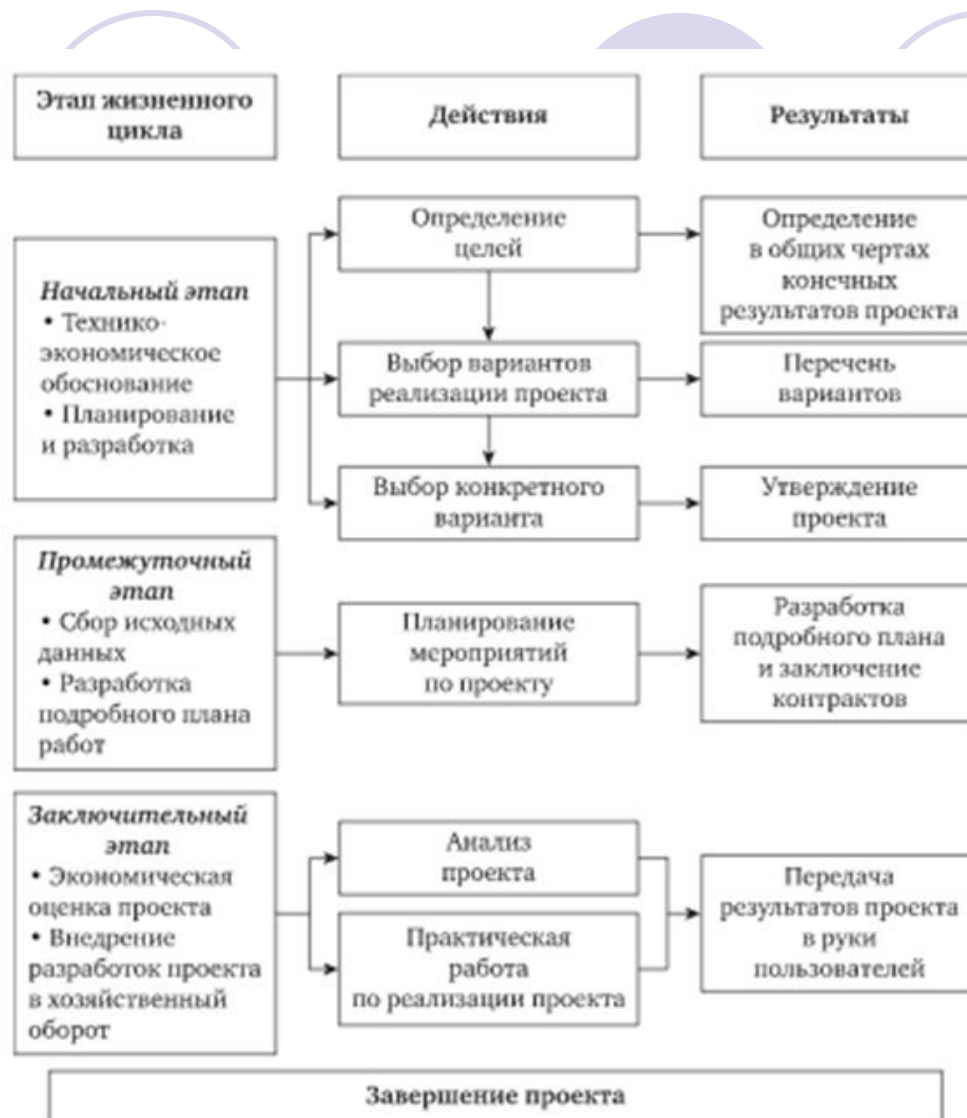 Этап жизненного
цикла
Действия
Результаты
Начальный этап
• Технико-
экономическое
обоснование
• Планирование
и разработка
Определение
целей
Определение
в общих чертах
конечных
результатов проекта
Выбор вариантов
реализации проекта
Перечень
вариантов
Выбор конкретного
варианта
Утверждение
проекта
Промежуточный
этап
• Сбор исходных
данных
• Разработка
подробного плана
работ
Планирование
мероприятий
по проекту
Разработка
подробного плана
и заключение
контрактов
Заключительный
этап
• Экономическая
оценка проекта
• Внедрение
разработок проекта
в хозяйственный
оборот
Анализ
проекта
Практическая
работа
по реализации проекта
Передача
результатов проекта
в руки
пользователей
Завершение проекта